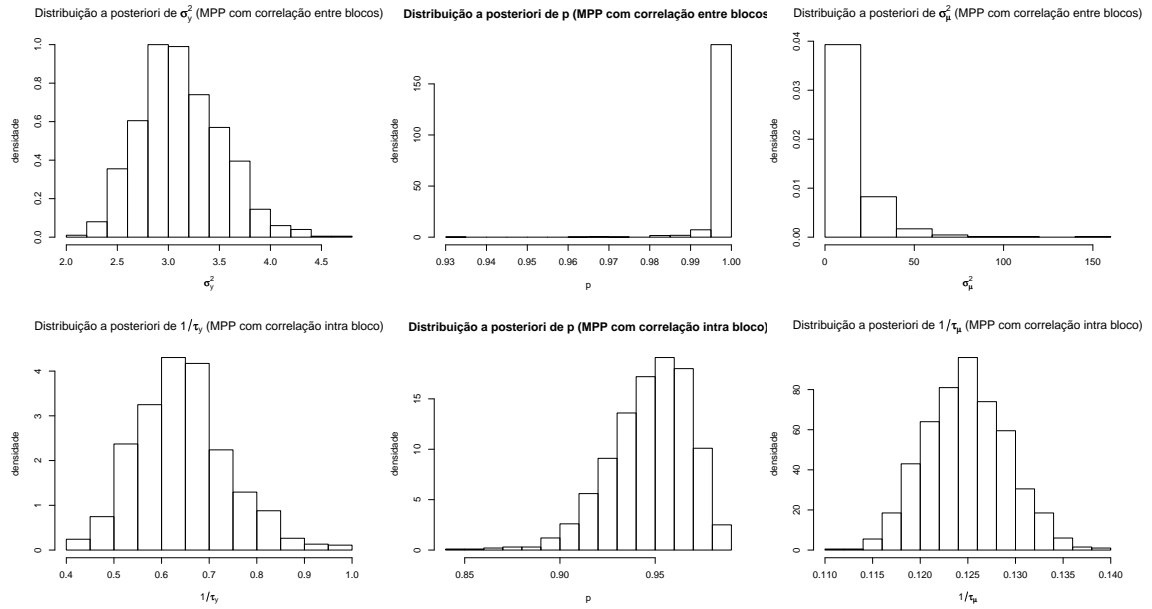 Distribuição a posteriori de σ²y (MPP com correlação entre blocos)
densidade
0.0 0.2 0.4 0.6 0.8 1.0
2.0 2.5 3.0 3.5 4.0 4.5
σ²y
Distribuição a posteriori de p (MPP com correlação entre blocos
densidade
0 50 100 150
0.93 0.94 0.95 0.96 0.97 0.98 0.99 1.00
p
Distribuição a posteriori de σ²μ (MPP com correlação entre blocos)
densidade
0.00 0.01 0.02 0.03 0.04
0 50 100 150
σ²μ
Distribuição a posteriori de 1/τy (MPP com correlação intra bloco)
densidade
0 1 2 3 4
0.4 0.5 0.6 0.7 0.8 0.9 1.0
1/τy
Distribuição a posteriori de p (MPP com correlação intra bloco)
densidade
0 5 10 15
0.85 0.90 0.95
p
Distribuição a posteriori de 1/τμ (MPP com correlação intra bloco)
densidade
0 20 40 60 80
0.110 0.115 0.120 0.125 0.130 0.135 0.140
1/τμ